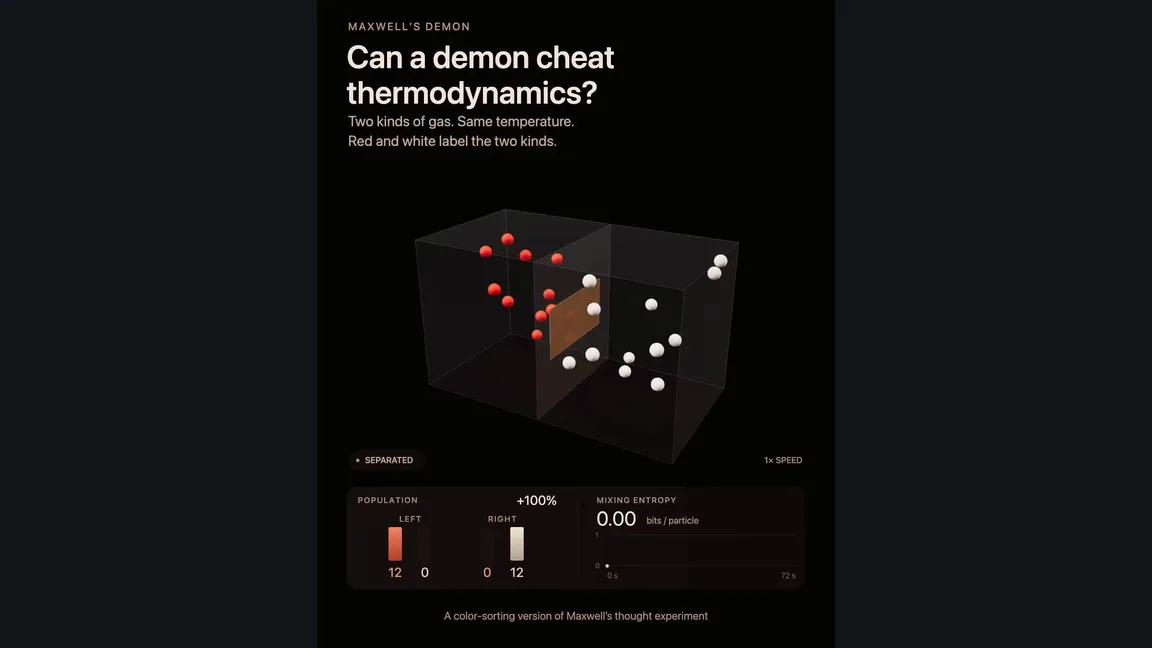 MAXWELL'S DEMON
Can a demon cheat
thermodynamics?
Two kinds of gas. Same temperature.
Red and white label the two kinds.
SEPARATED
1× SPEED
POPULATION
+100%
LEFT
RIGHT
12
0
0
12
MIXING ENTROPY
0.00 bits / particle
1
0
0 s
72 s
A color-sorting version of Maxwell's thought experiment